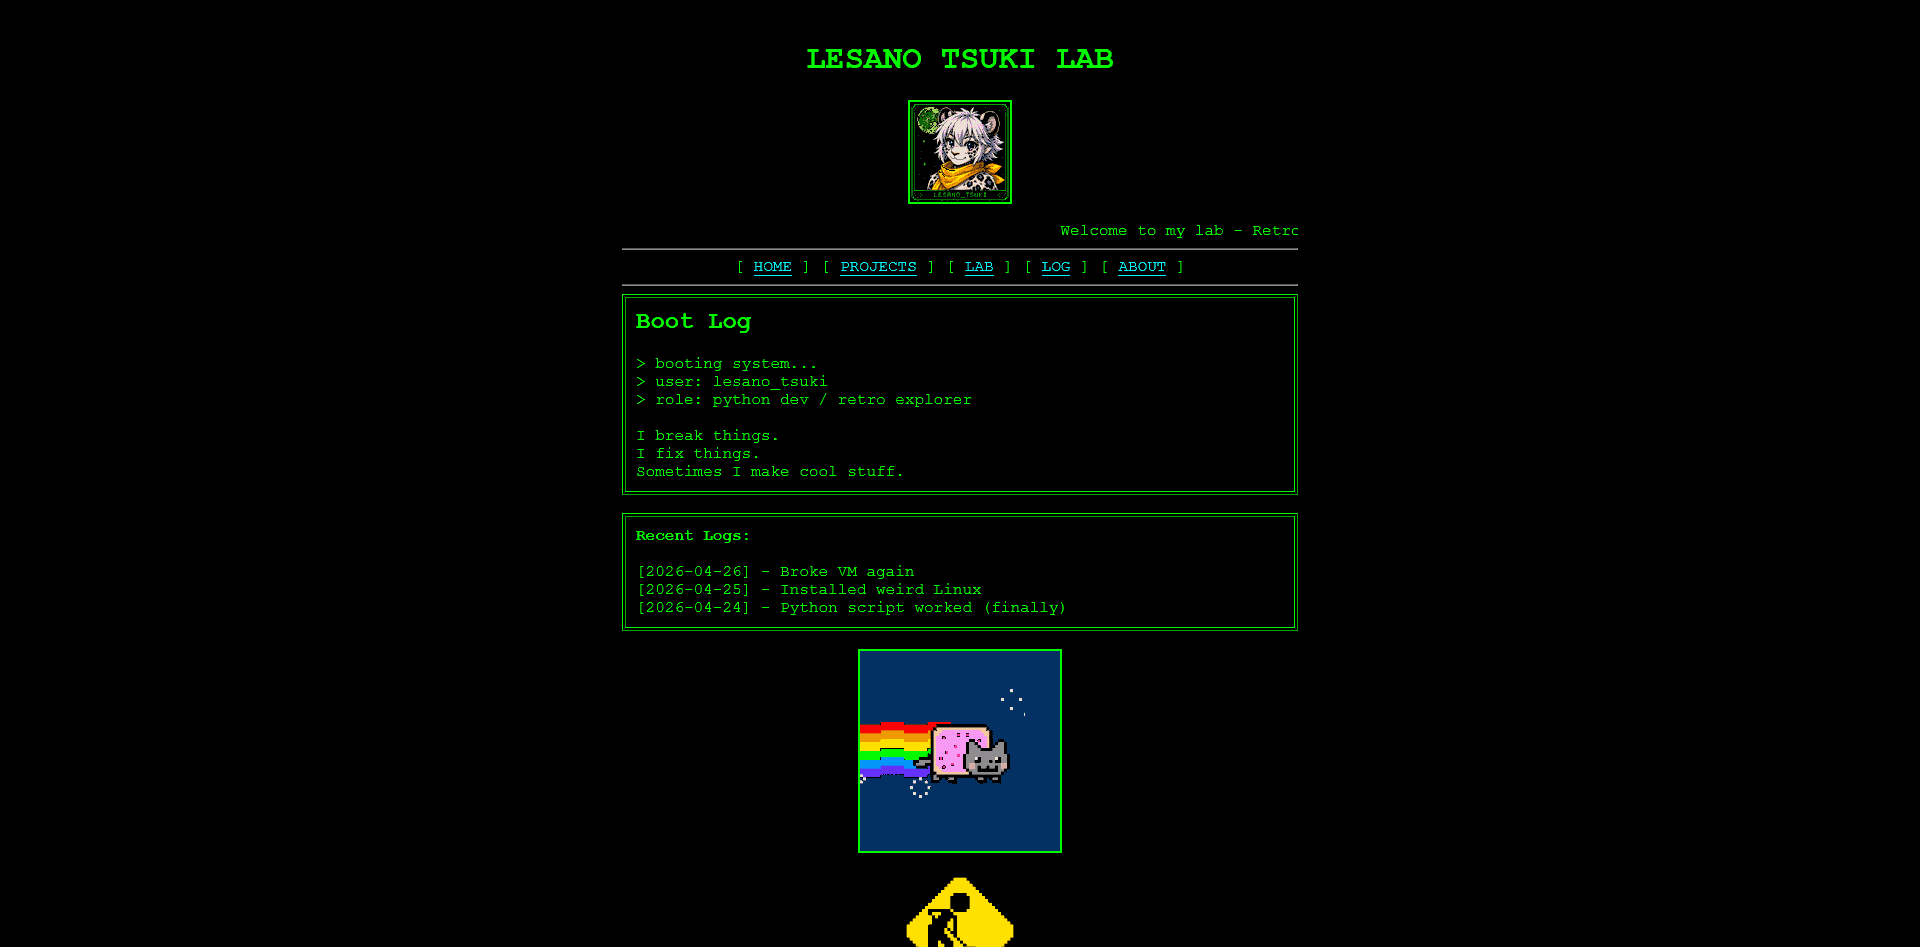 LESANO TSUKI LAB
LESANO_TSUKI
Welcome to my lab - Retro
[ HOME ] [ PROJECTS ] [ LAB ] [ LOG ] [ ABOUT ]
Boot Log
> booting system...
> user: lesano_tsuki
> role: python dev / retro explorer
I break things.
I fix things.
Sometimes I make cool stuff.
Recent Logs:
[2026-04-26] - Broke VM again
[2026-04-25] - Installed weird Linux
[2026-04-24] - Python script worked (finally)